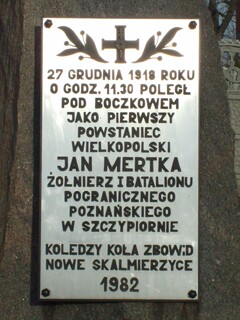 27 GRUDNIA 1918 ROKU
O GODZ. 11.30 POLEGŁ
POD BOCZKOWEM
JAKO PIERWSZY
POWSTANIEC
WIELKOPOLSKI
JAN MERTKA
ŻOŁNIERZ I BATALIONU
POGRANICZNEGO
POZNAŃSKIEGO
W SZCZYPIORNIE
KOLEDZY KOŁA ZBOWiD
NOWE SKALMIERZYCE
1982